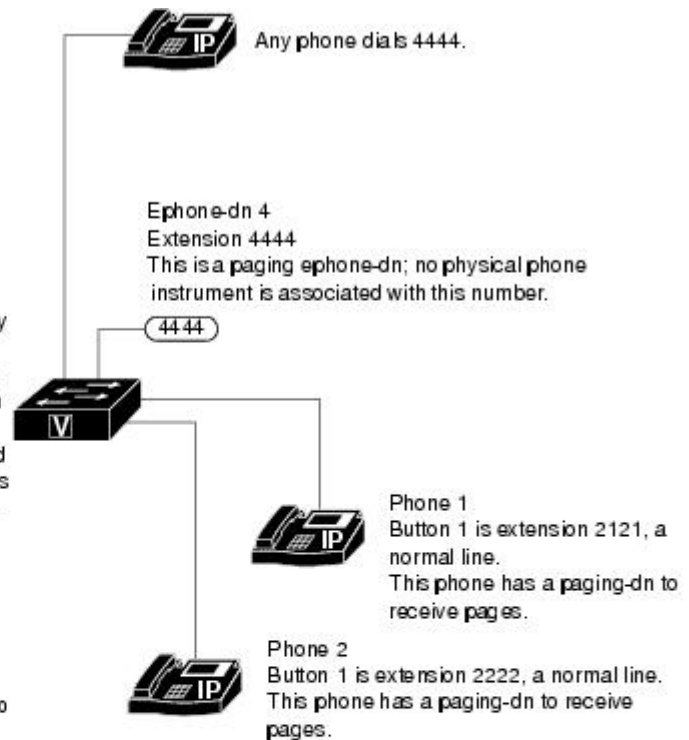 IP
Any phone dials 4444.
Ephone-dn 4
Extension 4444
This is a paging ephone-dn; no physical phone
instrument is associated with this number.
4444
V
IP
Phone 1
Button 1 is extension 2121, a
normal line.
This phone has a paging-dn to
receive pages.
IP
Phone 2
Button 1 is extension 2222, a normal line.
This phone has a paging-dn to receive
pages.